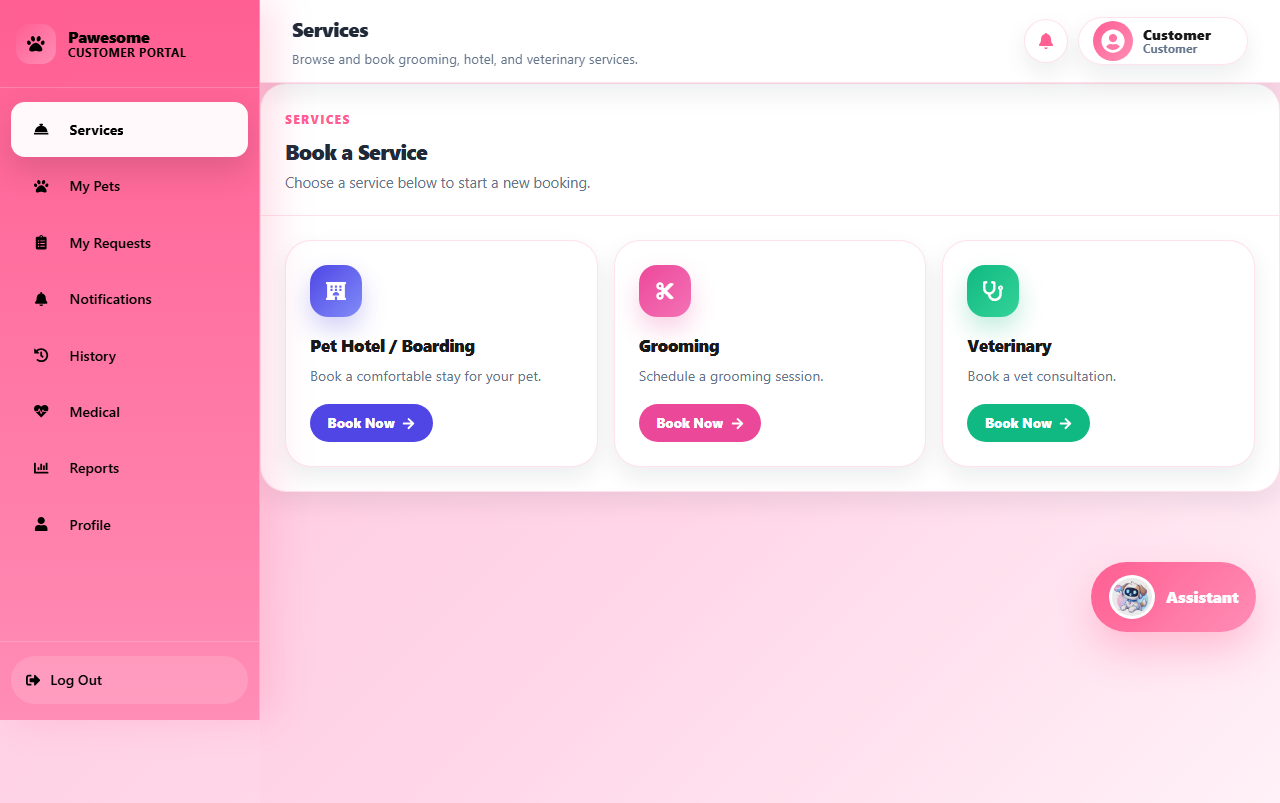 Pawesome
CUSTOMER PORTAL
Services
My Pets
My Requests
Notifications
History
Medical
Reports
Profile
Log Out
Services
Browse and book grooming, hotel, and veterinary services.
Customer
Customer
SERVICES
Book a Service
Choose a service below to start a new booking.
Pet Hotel / Boarding
Book a comfortable stay for your pet.
Book Now
Grooming
Schedule a grooming session.
Book Now
Veterinary
Book a vet consultation.
Book Now
Assistant